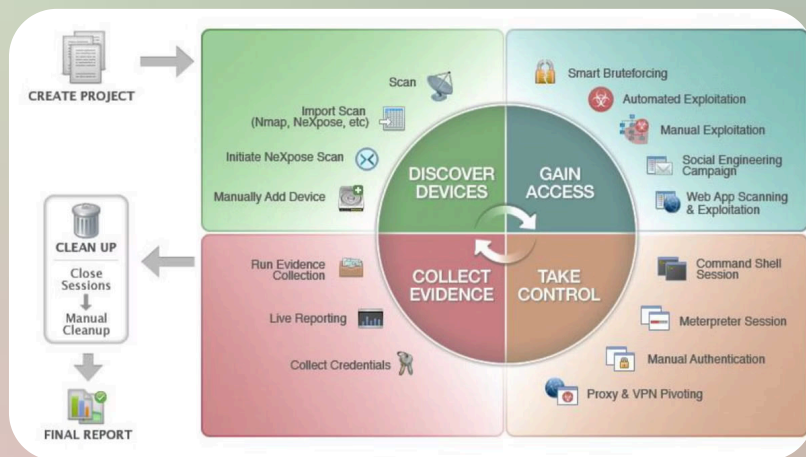 CREATE PROJECT
Scan
Import Scan
(Nmap, NeXpose, etc)
Initiate NeXpose Scan
Manually Add Device
DISCOVER
DEVICES
GAIN
ACCESS
Smart Bruteforcing
Automated Exploitation
Manual Exploitation
Social Engineering
Campaign
Web App Scanning
& Exploitation
COLLECT
EVIDENCE
TAKE
CONTROL
Run Evidence
Collection
Live Reporting
Collect Credentials
Command Shell
Session
Meterpreter Session
Manual Authentication
Proxy & VPN Pivoting
CLEAN UP
Close
Sessions
Manual
Cleanup
FINAL REPORT